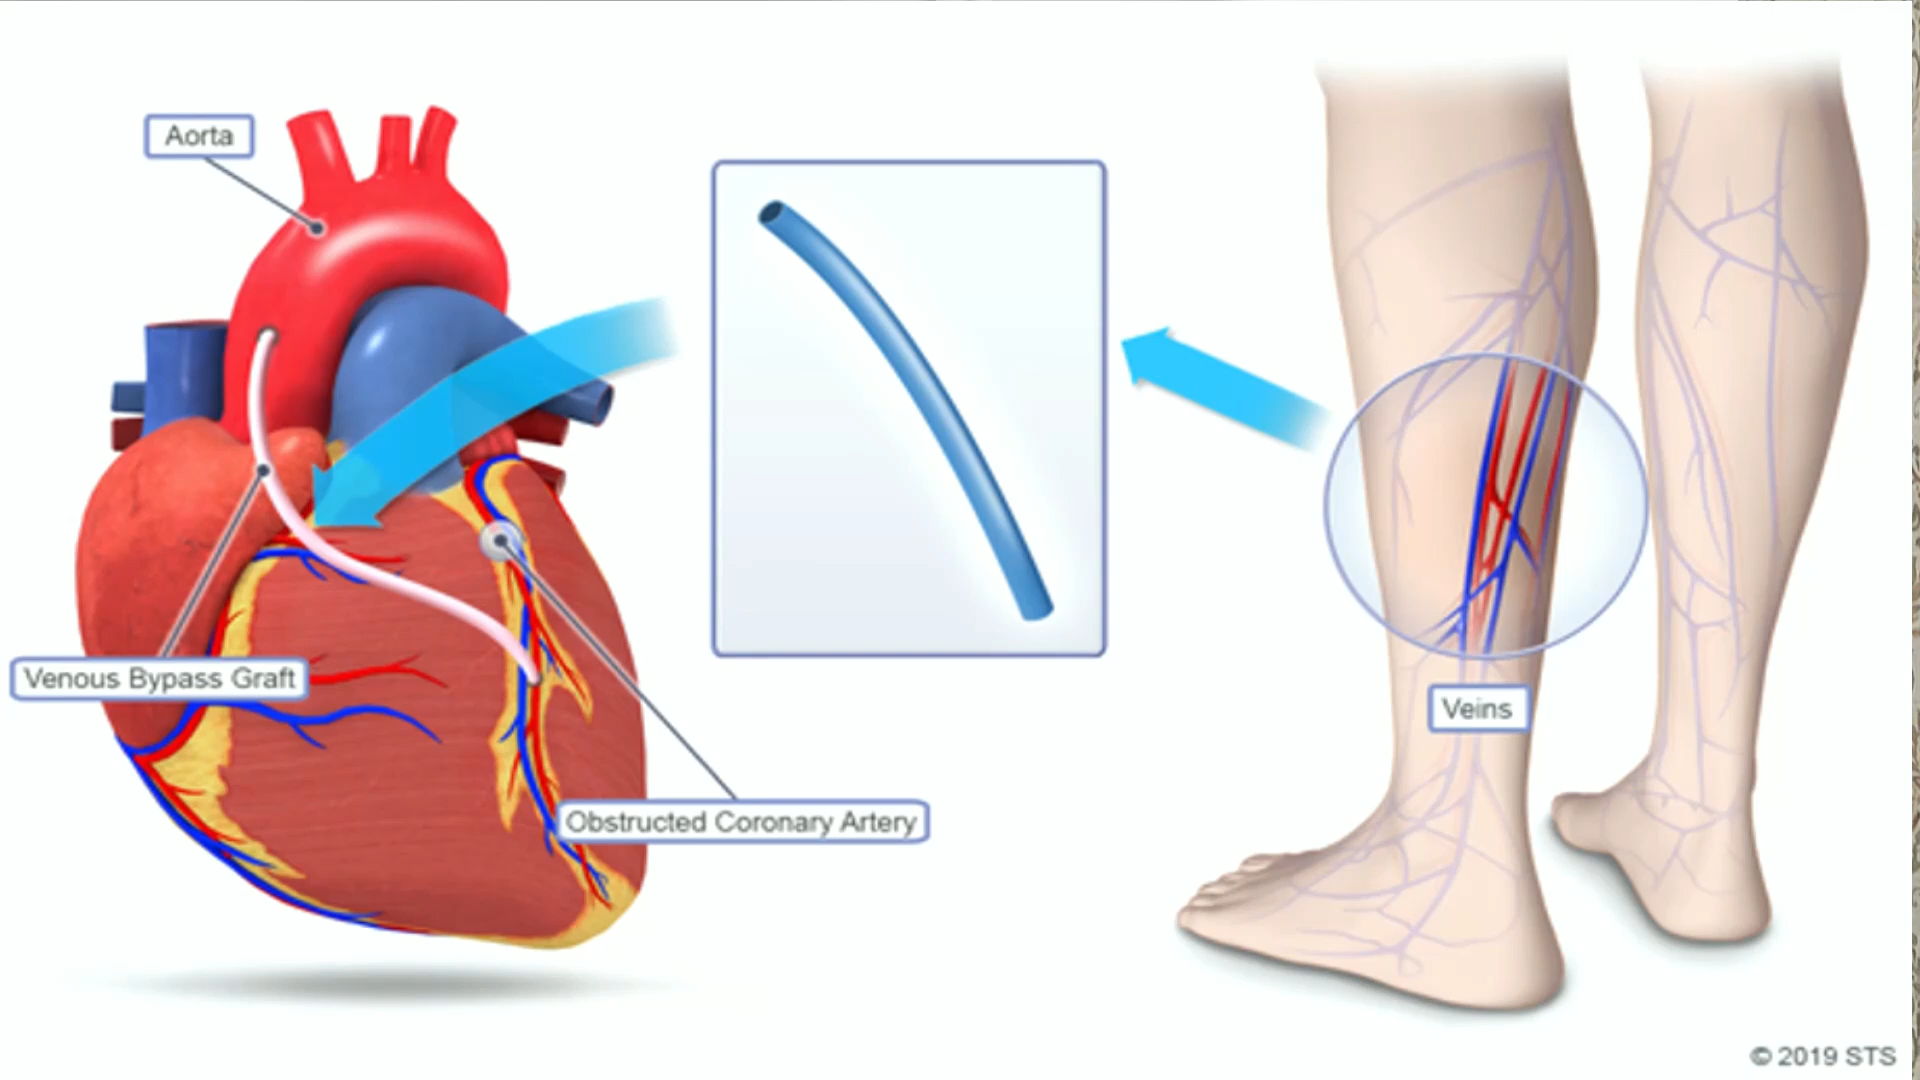 Aorta
Venous Bypass Graft
Obstructed Coronary Artery
Veins
© 2019 STS